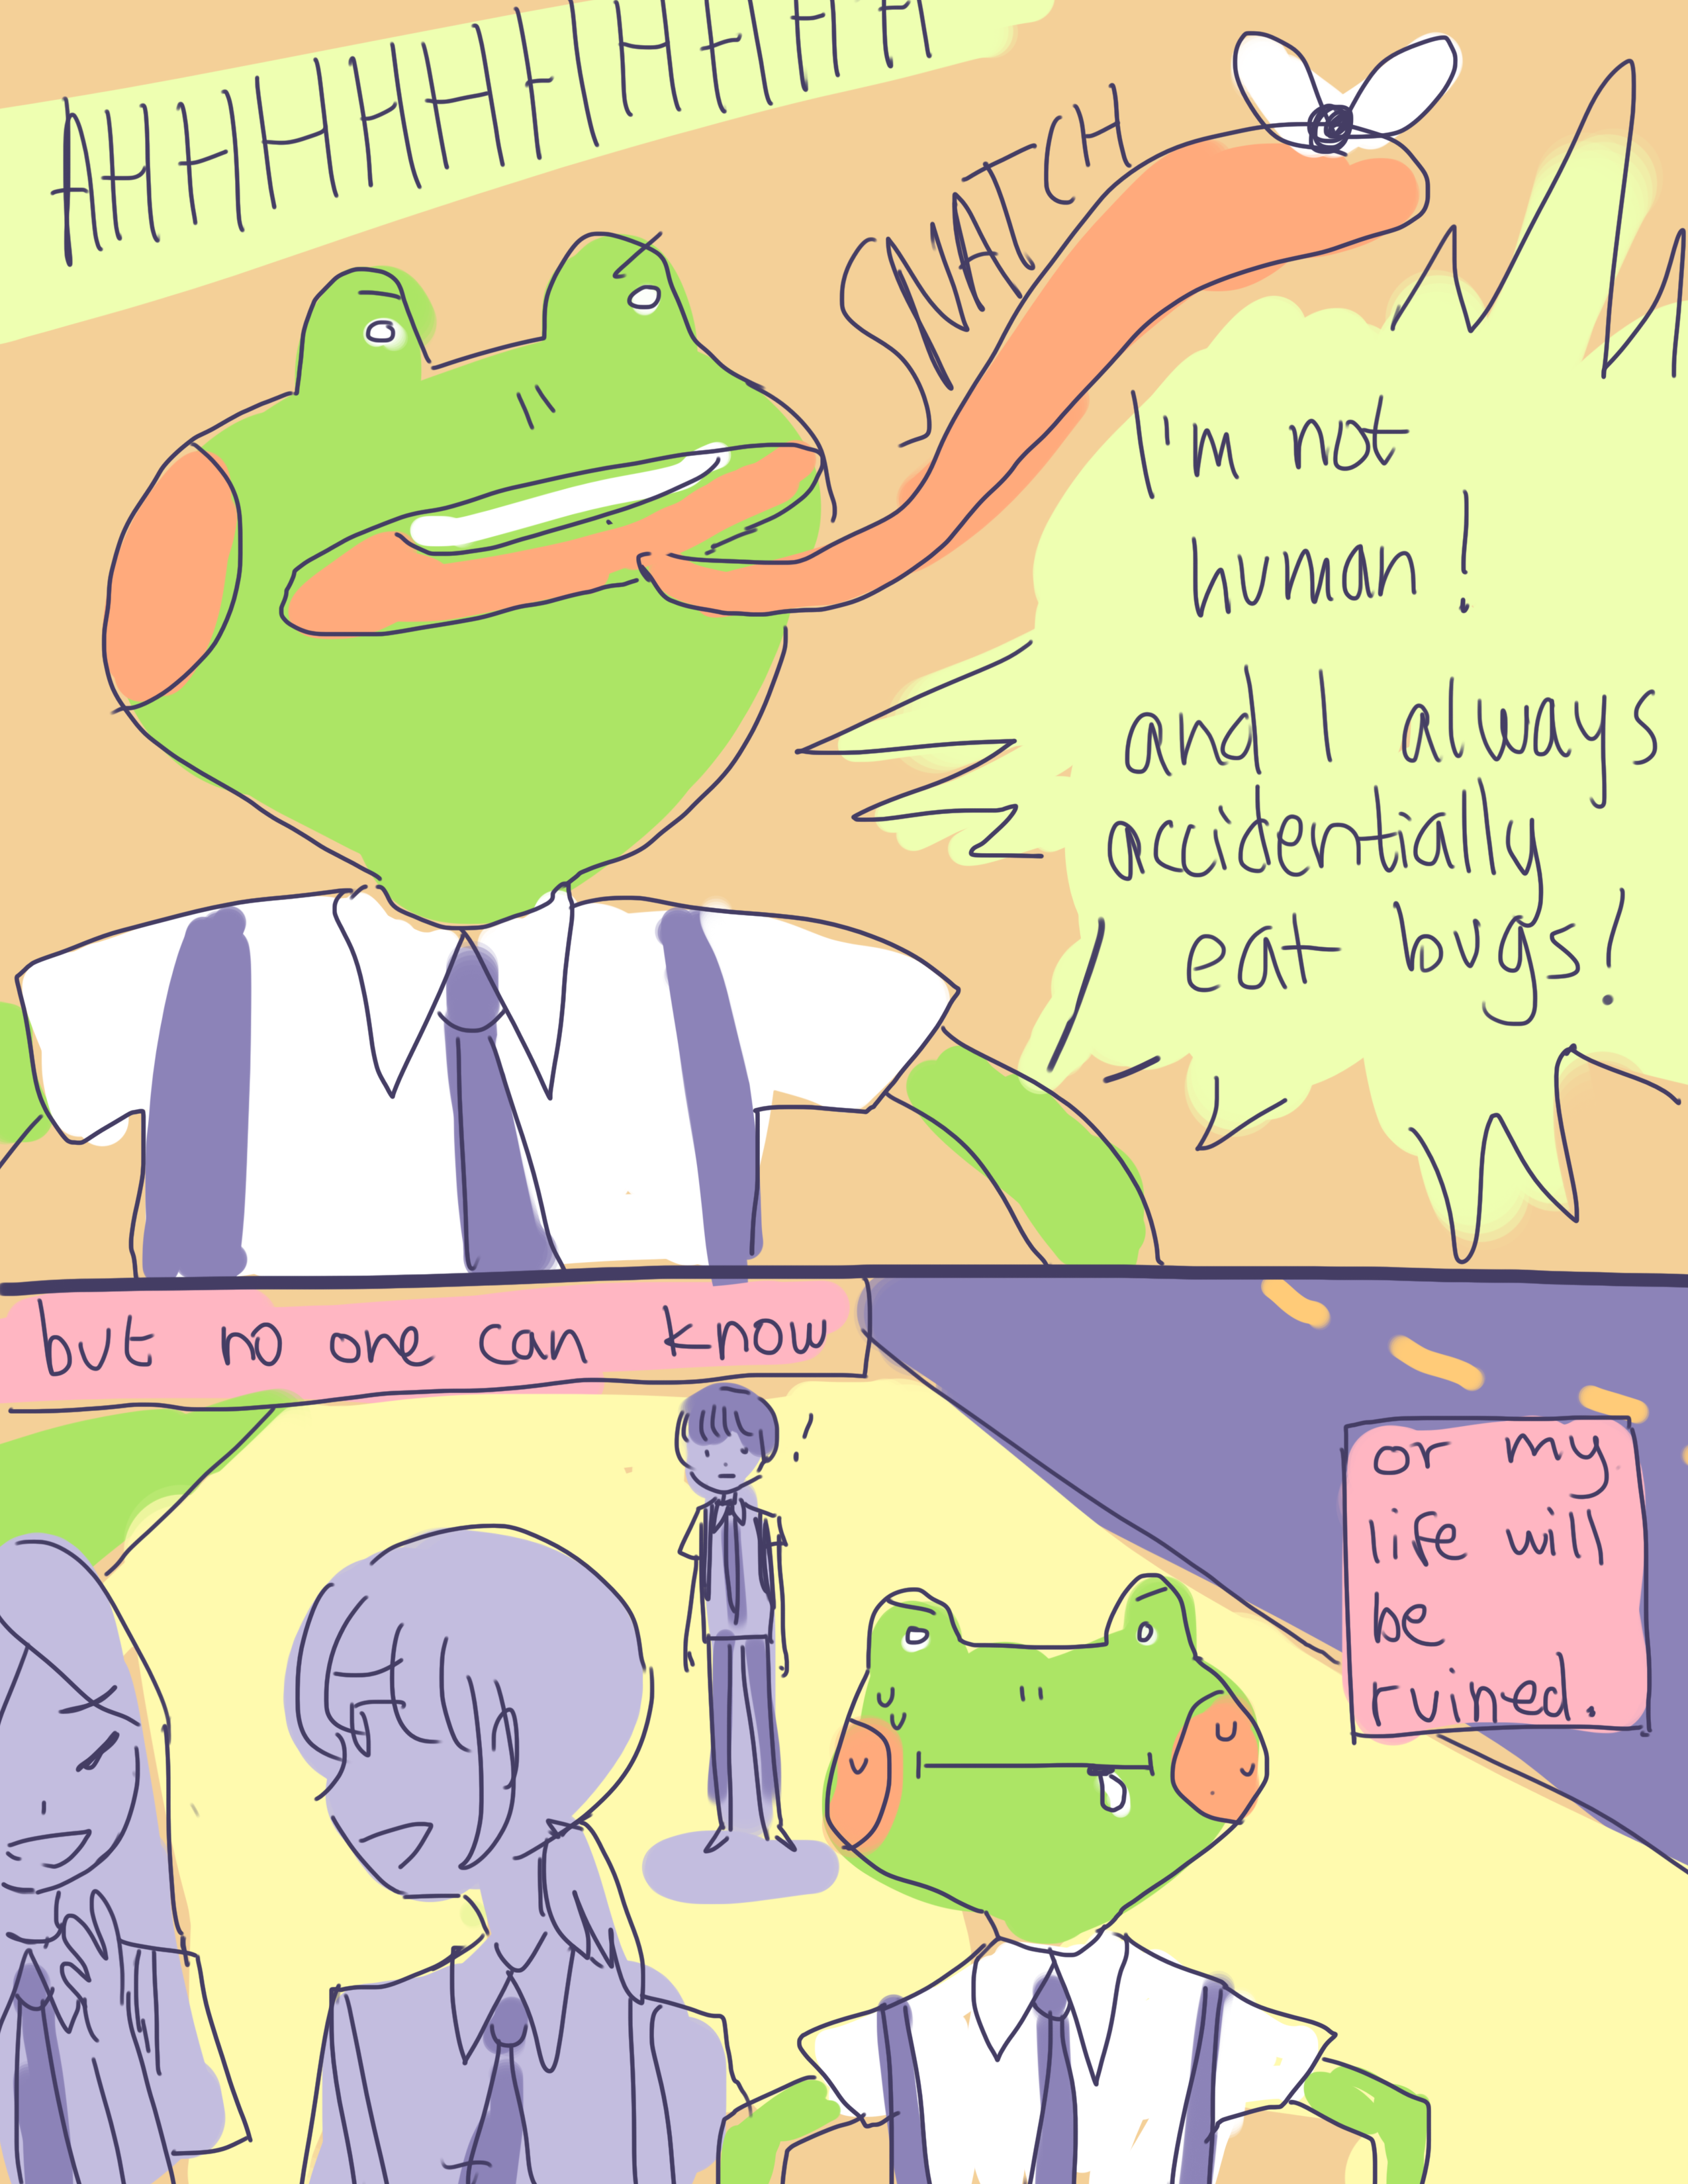 AHAHHHHHHHHHHHHH
SNATCH
I'm not
human!
and I always
accidentially
eat bugs!
but no one can know
!
or my
life will
be
ruined.